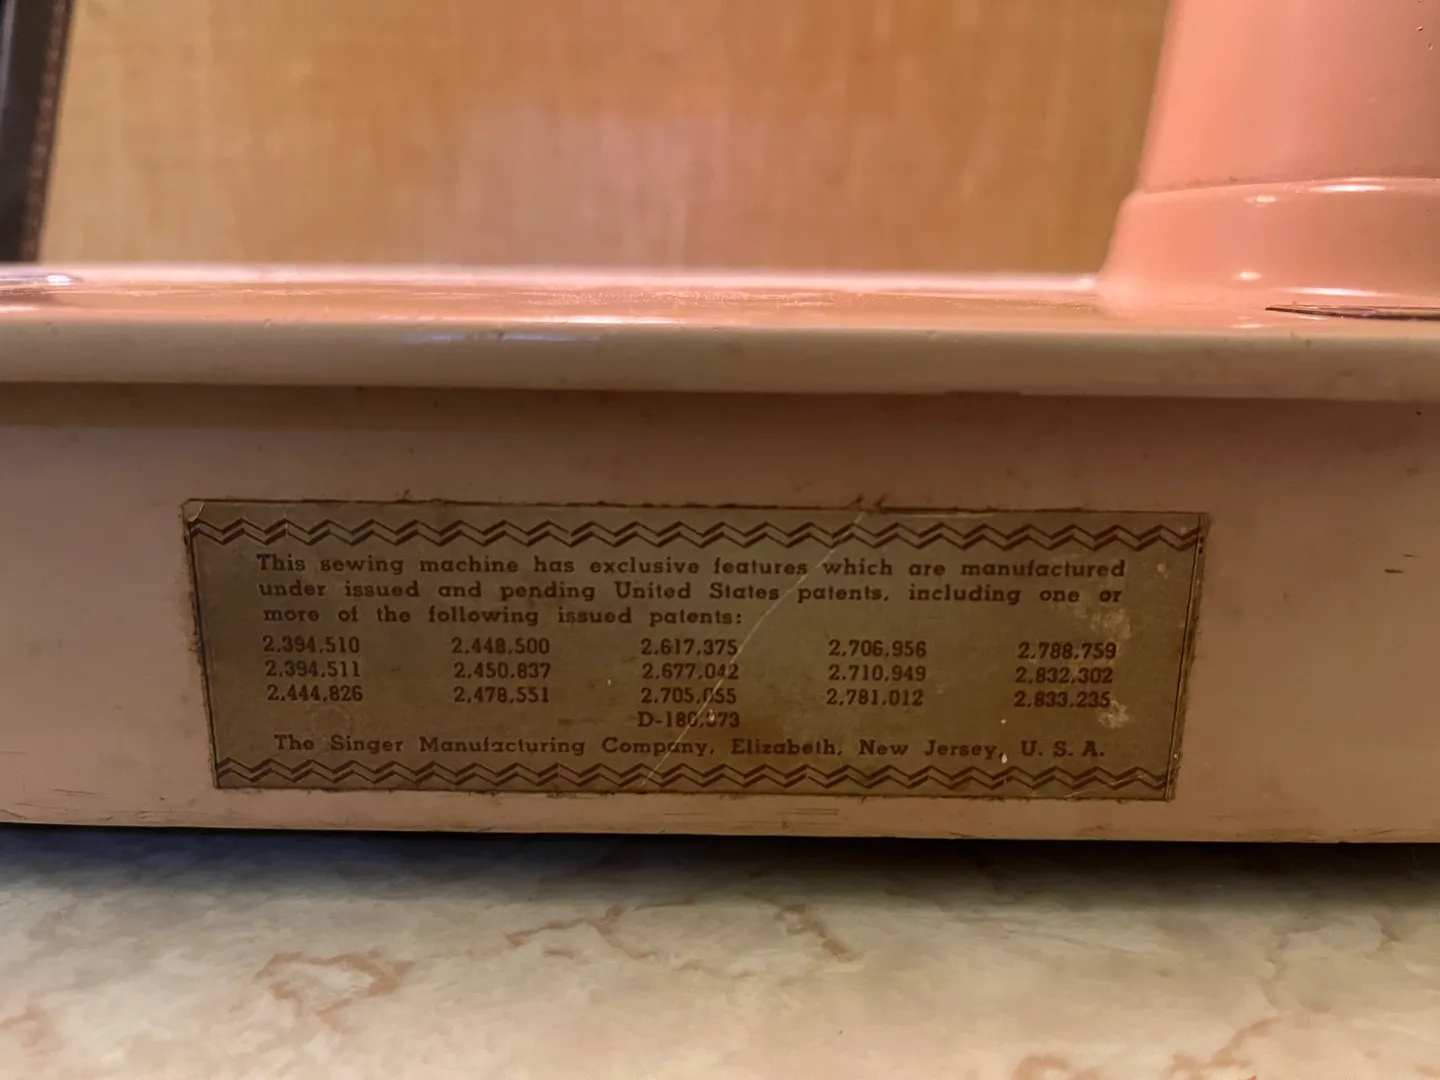 This sewing machine has exclusive features which are manufactured
under issued and pending United States patents, including one or
more of the following issued patents:
2,394,510 2,448,500 2,617,375 2,706,956 2,788,759
2,394,511 2,450,837 2,677,042 2,710,949 2,832,302
2,444,826 2,478,551 2,705,055 2,781,012 2,833,235
The Singer Manufacturing Company, Elizabeth, New Jersey, U. S. A.